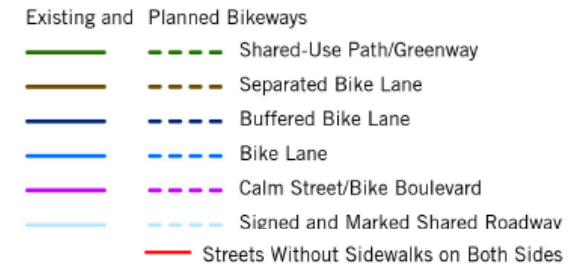 Existing and Planned Bikeways
Shared-Use Path/Greenway
Separated Bike Lane
Buffered Bike Lane
Bike Lane
Calm Street/Bike Boulevard
Signed and Marked Shared Roadway
Streets Without Sidewalks on Both Sides